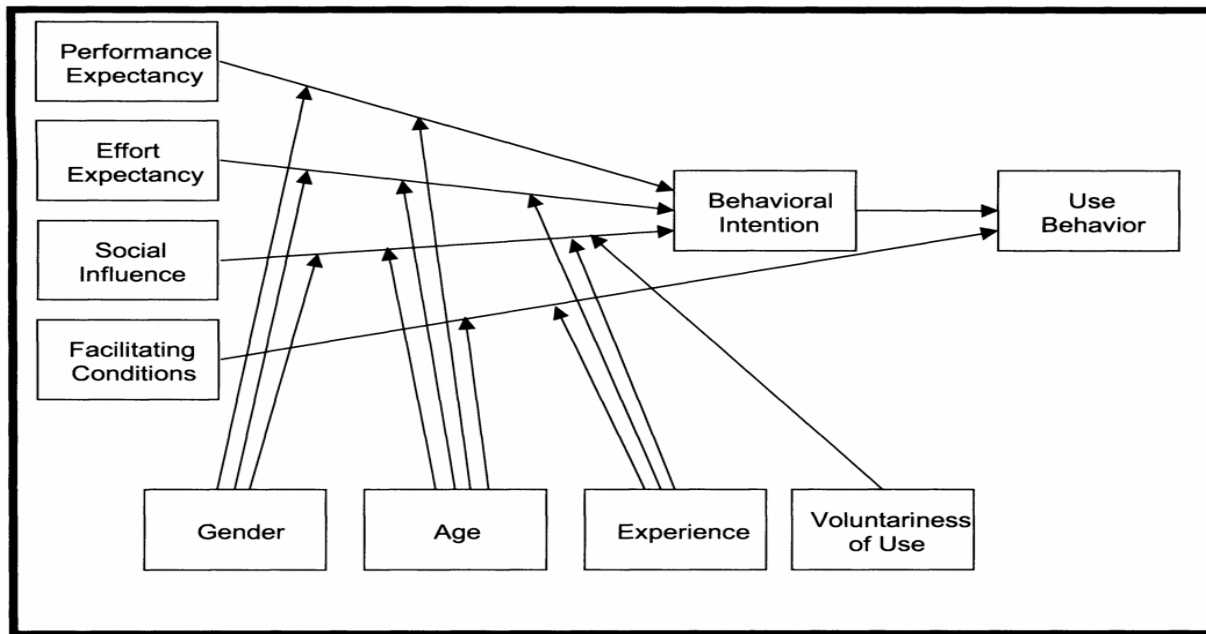 Performance
Expectancy
Effort
Expectancy
Social
Influence
Facilitating
Conditions
Behavioral
Intention
Use
Behavior
Gender
Age
Experience
Voluntariness
of Use